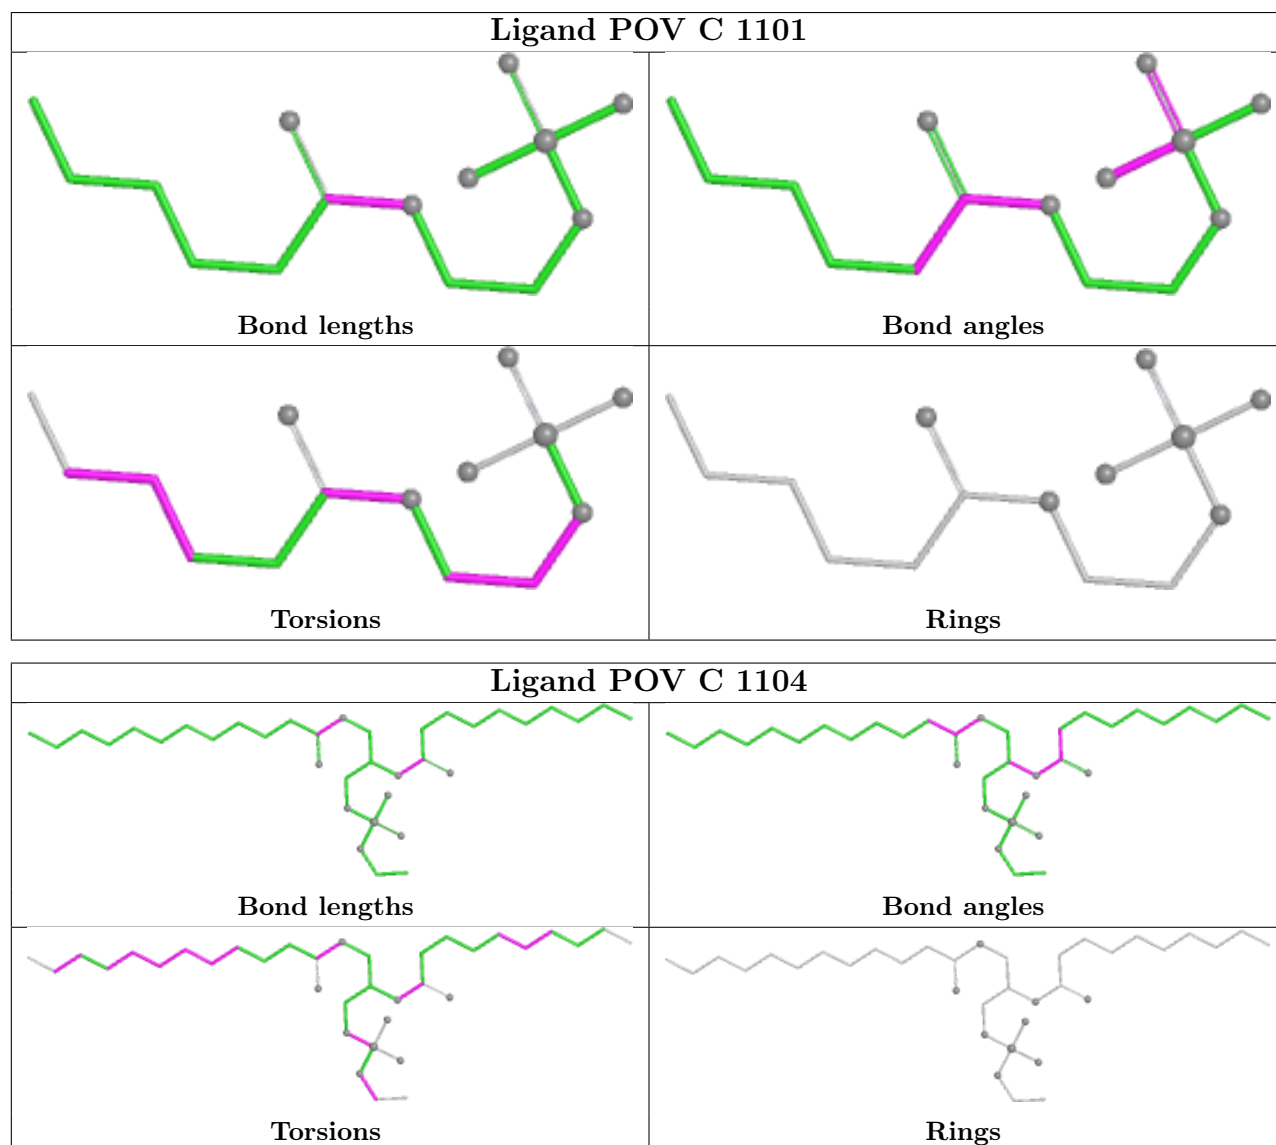 Ligand POV C 1101
Bond lengths
Bond angles
Torsions
Rings
Ligand POV C 1104
Bond lengths
Bond angles
Torsions
Rings